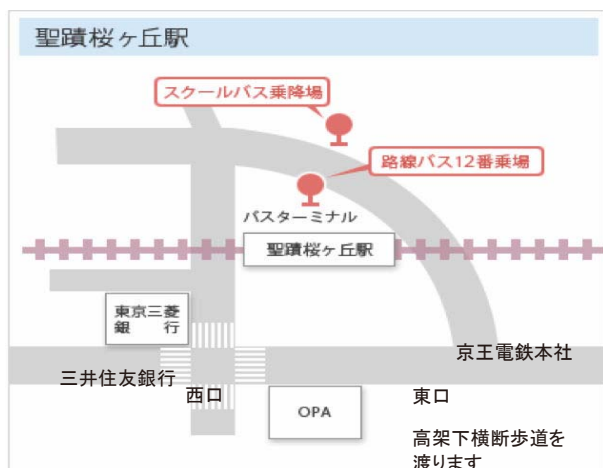 聖蹟桜ヶ丘駅
スクールバス乗降場
路線バス12番乗場
バスターミナル
聖蹟桜ヶ丘駅
東京三菱
銀　行
京王電鉄本社
三井住友銀行
西口
OPA
東口
高架下横断歩道を
渡ります